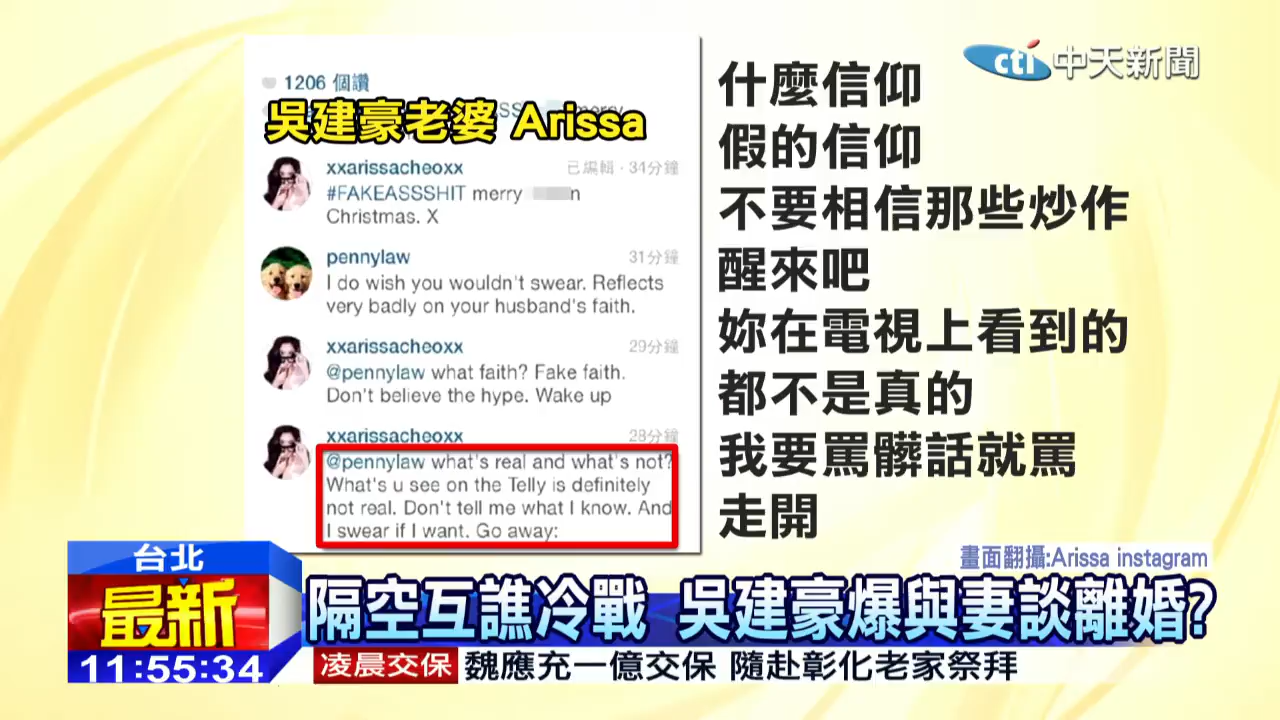 cti 中天新聞
1206 個讚
吳建豪老婆 Arissa
xxarissacheoxx 已編輯 · 34分鐘
#FAKEASSSHIT merry n
Christmas. X
pennylaw 31分鐘
I do wish you wouldn't swear. Reflects
very badly on your husband's faith.
xxarissacheoxx 29分鐘
@pennylaw what faith? Fake faith.
Don't believe the hype. Wake up
xxarissacheoxx 28分鐘
@pennylaw what's real and what's not?
What's u see on the Telly is definitely
not real. Don't tell me what I know. And
I swear if I want. Go away:
什麼信仰
假的信仰
不要相信那些炒作
醒來吧
妳在電視上看到的
都不是真的
我要罵髒話就罵
走開
畫面翻攝:Arissa instagram
台北
最新
11:55:34
隔空互譙冷戰 吳建豪爆與妻談離婚?
凌晨交保 魏應充一億交保 隨赴彰化老家祭拜